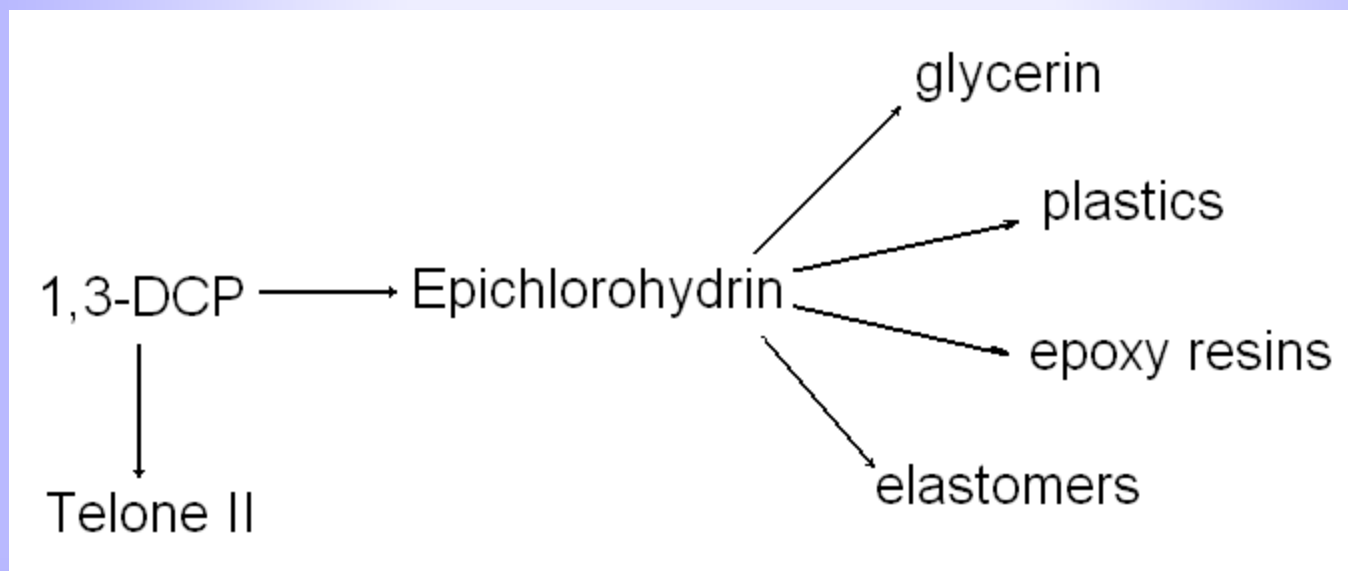 glycerin
plastics
1,3-DCP
Epichlorohydrin
epoxy resins
elastomers
Telone II